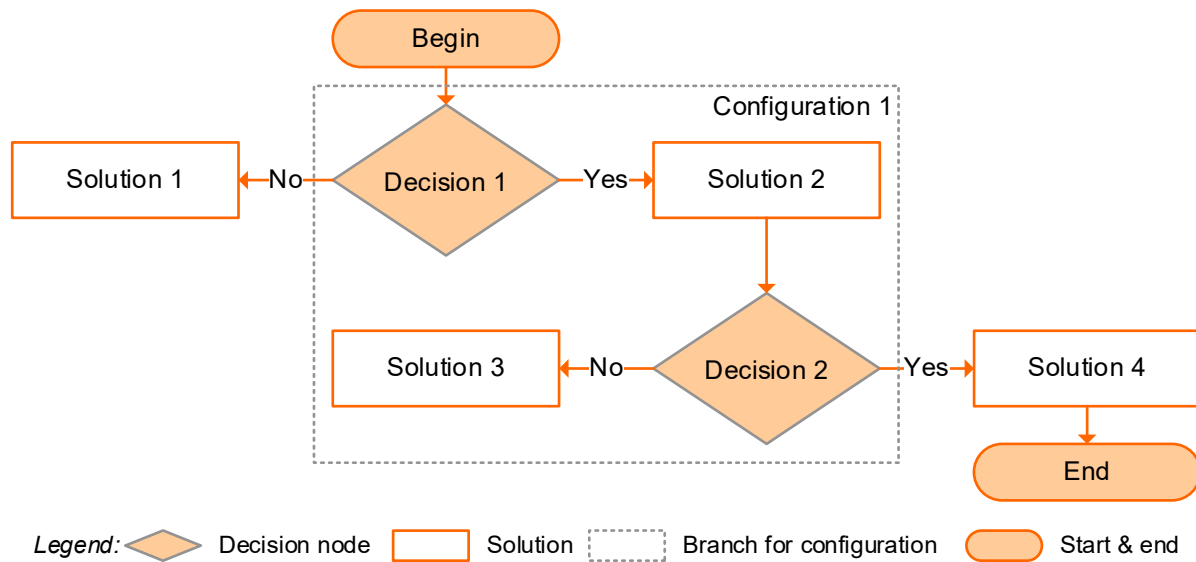 Begin
Configuration 1
Solution 1
No
Decision 1
Yes
Solution 2
Solution 3
No
Decision 2
Yes
Solution 4
End
Legend: Decision node Solution Branch for configuration Start & end